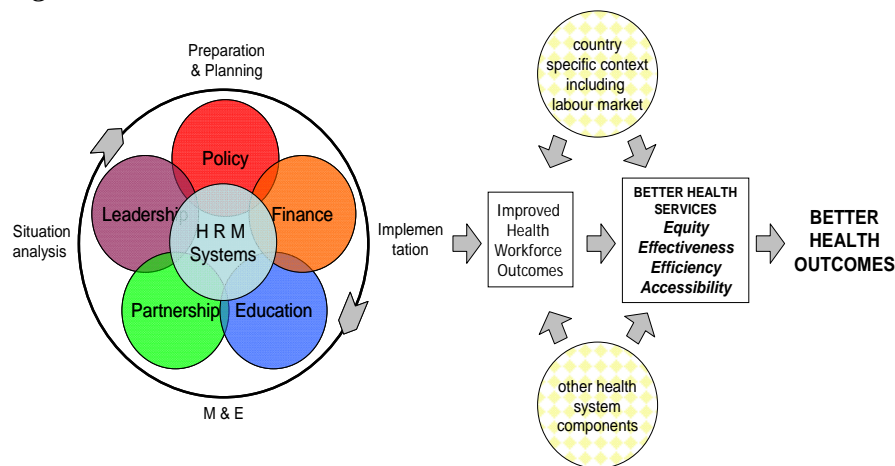 Preparation
& Planning
Policy
Leadership
Finance
H R M
Systems
Partnership
Education
Situation
analysis
Implemen
tation
M & E
country
specific context
including
labour market
Improved
Health
Workforce
Outcomes
BETTER HEALTH
SERVICES
Equity
Effectiveness
Efficiency
Accessibility
BETTER
HEALTH
OUTCOMES
other health
system
components